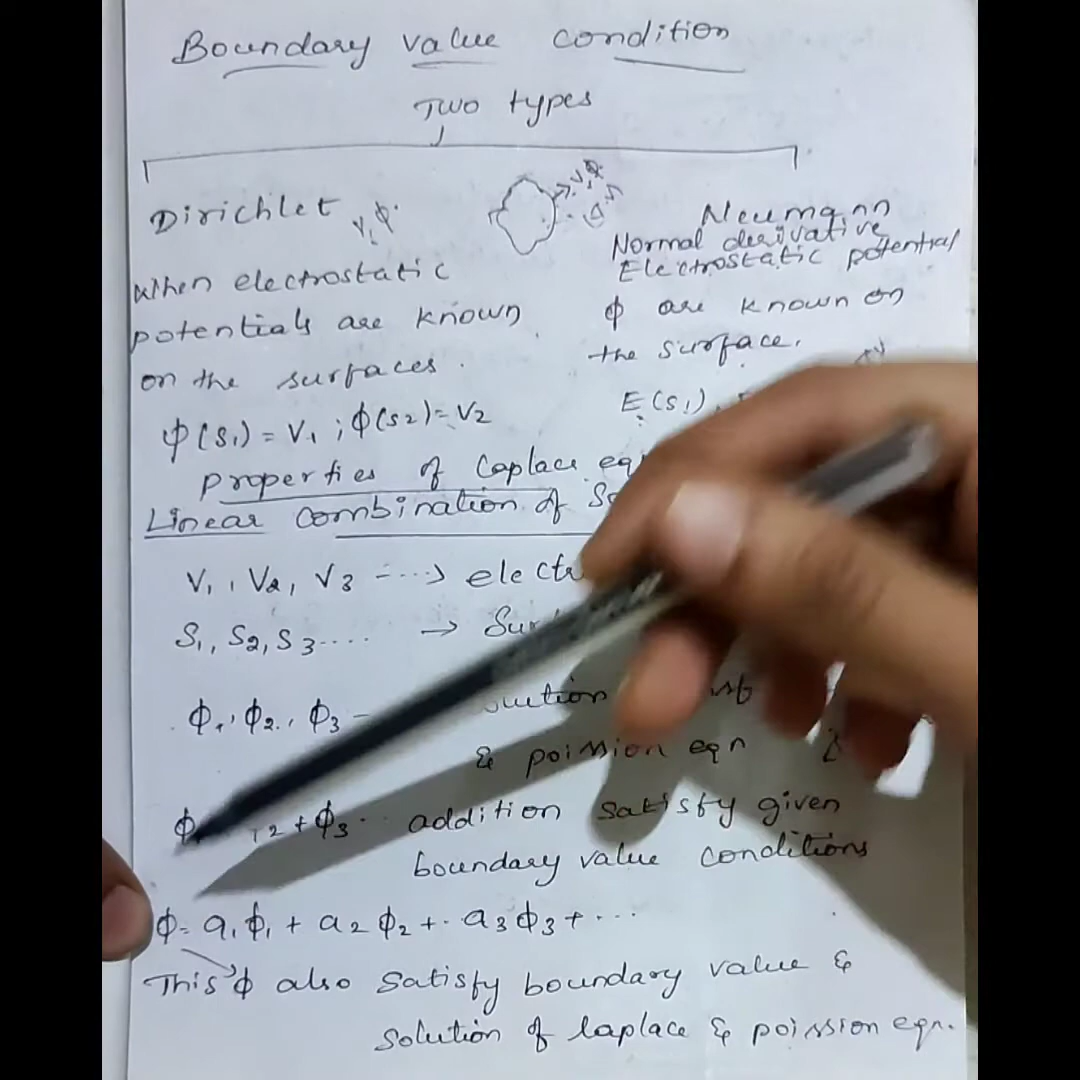 Boundary value condition
Two types
Dirichlet V, ϕ.
when electrostatic
potentials are known
on the surfaces.
ϕ(s1) = V1 ; ϕ(s2) = V2
Neumann
Normal derivative
Electrostatic potential
ϕ are known on
the surface.
E(s1),
properties of Laplace eq
Linear combination of
V1, V2, V3 ---->
S1, S2, S3.... →
ϕ1, ϕ2, ϕ3 -
& poission eqn
2 + ϕ3.. addition satisfy given
boundary value conditions
ϕ = a1ϕ1 + a2ϕ2 + a3ϕ3 + ...
This ϕ also satisfy boundary value &
solution of laplace & poission eqn.